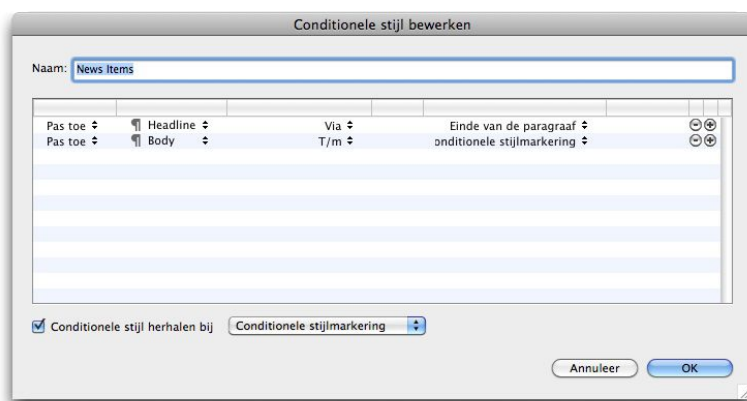 Conditionele stijl bewerken
Naam: News Items
Pas toe ¶ Headline Via Einde van de paragraaf
Pas toe ¶ Body T/m onditionele stijlmarkering
Conditionele stijl herhalen bij Conditionele stijlmarkering
Annuleer OK